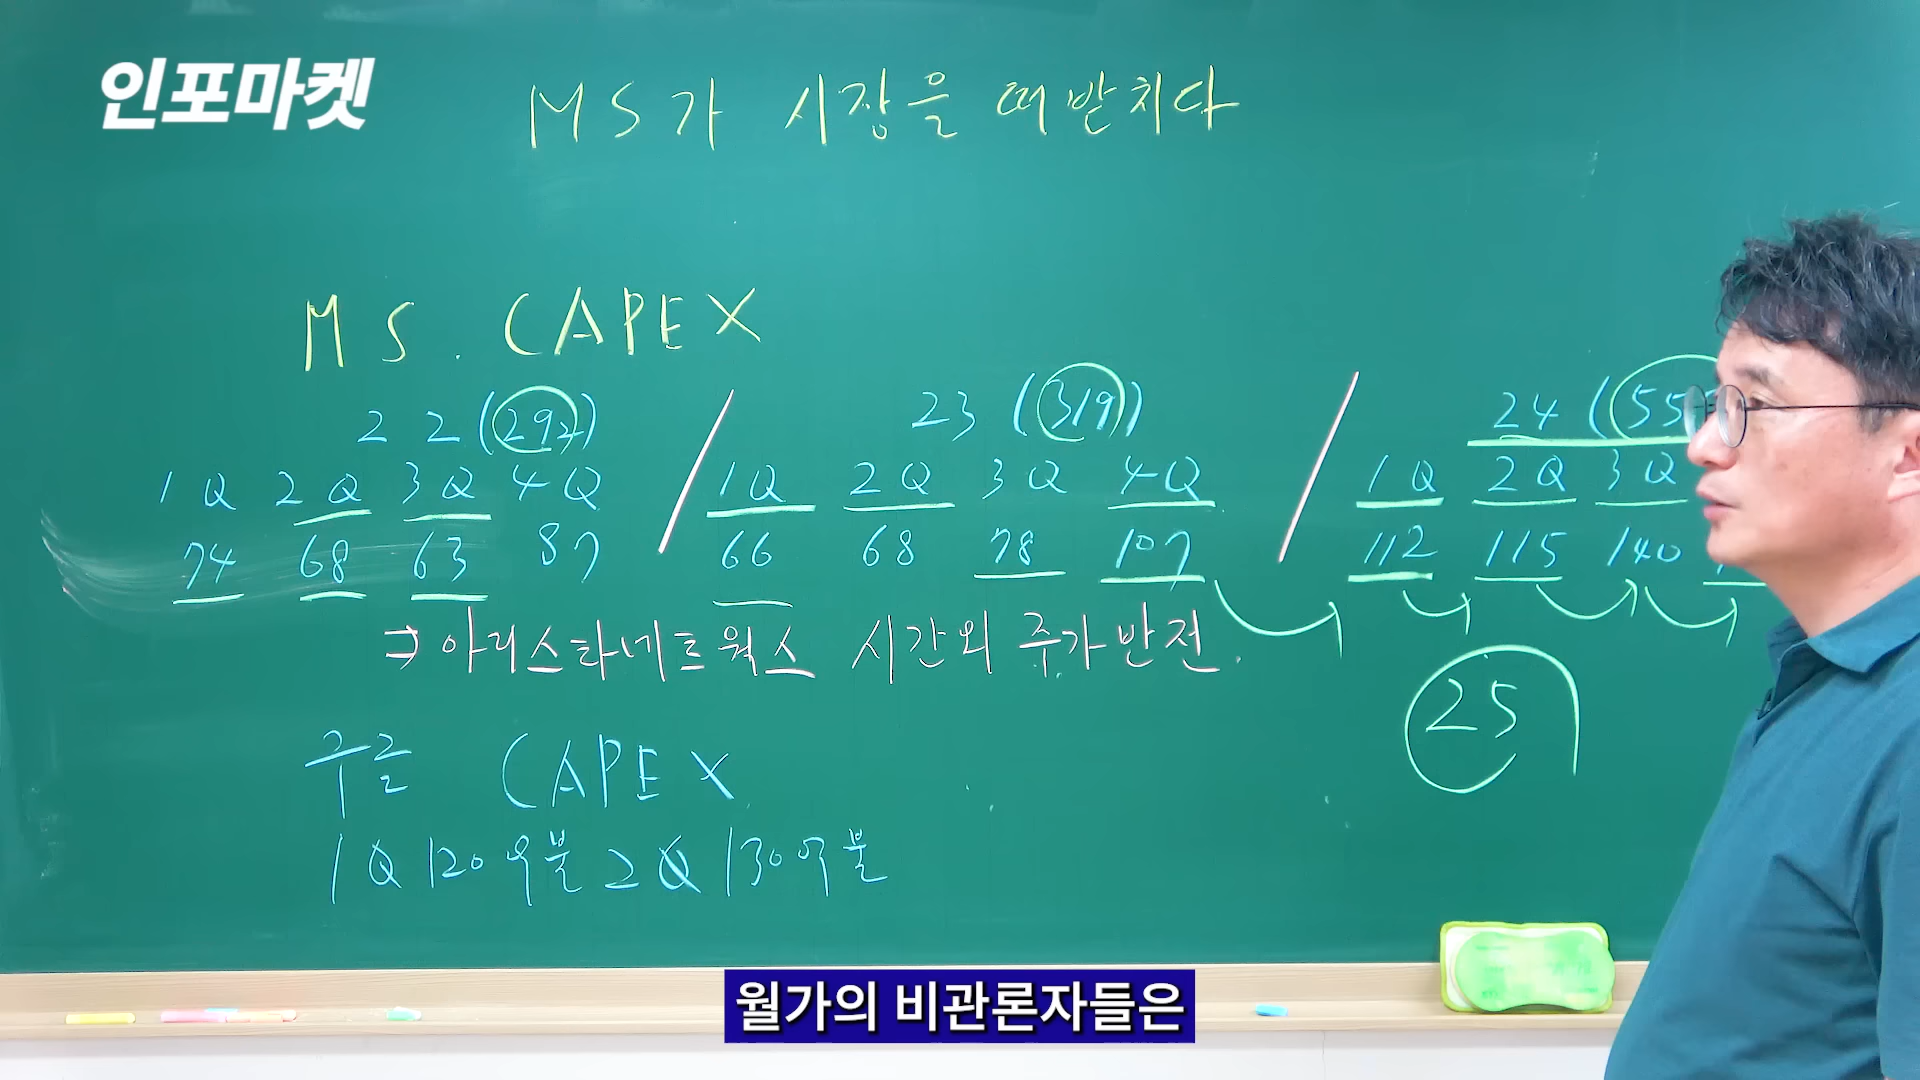 인포마켓
MS가 시장을 떠받치다
MS. CAPEX
22 (292) / 23 (319) / 24 (55
1Q 2Q 3Q 4Q 1Q 2Q 3Q 4Q 1Q 2Q 3Q
74 68 63 87 66 68 78 107 112 115 140
⇒ 아리스타네트웍스 시간외 주가반전.
25
구글 CAPEX
1Q 120억불 2Q 130억불
월가의 비관론자들은